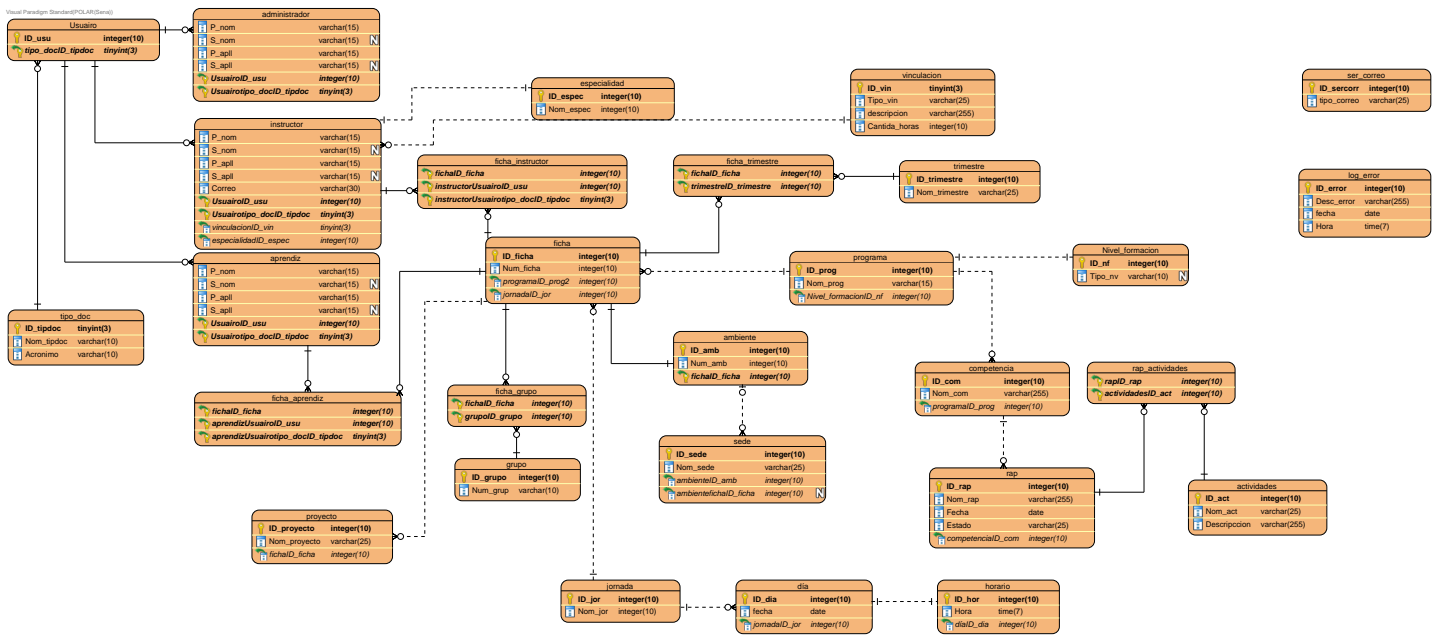 Visual Paradigm Standard(POLAR(Sena))
Usuairo
ID_usu integer(10)
tipo_docID_tipdoc tinyint(3)
administrador
P_nom varchar(15)
S_nom varchar(15) N
P_apll varchar(15)
S_apll varchar(15) N
UsuairoID_usu integer(10)
Usuairotipo_docID_tipdoc tinyint(3)
especialidad
ID_espec integer(10)
Nom_espec integer(10)
vinculacion
ID_vin tinyint(3)
Tipo_vin varchar(25)
descripcion varchar(255)
Cantida_horas integer(10)
ser_correo
ID_sercorr integer(10)
tipo_correo varchar(25)
instructor
P_nom varchar(15)
S_nom varchar(15) N
P_apll varchar(15)
S_apll varchar(15) N
Correo varchar(30)
UsuairoID_usu integer(10)
Usuairotipo_docID_tipdoc tinyint(3)
vinculacionID_vin tinyint(3)
especialidadID_espec integer(10)
ficha_instructor
fichaID_ficha integer(10)
instructorUsuairoID_usu integer(10)
instructorUsuairotipo_docID_tipdoc tinyint(3)
ficha_trimestre
fichaID_ficha integer(10)
trimestreID_trimestre integer(10)
trimestre
ID_trimestre integer(10)
Nom_trimestre varchar(25)
log_error
ID_error integer(10)
Desc_error varchar(255)
fecha date
Hora time(7)
ficha
ID_ficha integer(10)
Num_ficha integer(10)
programaID_prog2 integer(10)
jornadaID_jor integer(10)
programa
ID_prog integer(10)
Nom_prog varchar(15)
Nivel_formacionID_nf integer(10)
Nivel_formacion
ID_nf integer(10)
Tipo_nv varchar(10) N
aprendiz
P_nom varchar(15)
S_nom varchar(15) N
P_apll varchar(15)
S_apll varchar(15) N
UsuairoID_usu integer(10)
Usuairotipo_docID_tipdoc tinyint(3)
tipo_doc
ID_tipdoc tinyint(3)
Nom_tipdoc varchar(10)
Acronimo varchar(10)
ambiente
ID_amb integer(10)
Num_amb integer(10)
fichaID_ficha integer(10)
competencia
ID_com integer(10)
Nom_com varchar(255)
programaID_prog integer(10)
rap_actividades
rapID_rap integer(10)
actividadesID_act integer(10)
ficha_aprendiz
fichaID_ficha integer(10)
aprendizUsuairoID_usu integer(10)
aprendizUsuairotipo_docID_tipdoc tinyint(3)
ficha_grupo
fichaID_ficha integer(10)
grupoID_grupo integer(10)
sede
ID_sede integer(10)
Nom_sede varchar(25)
ambienteID_amb integer(10)
ambientefichaID_ficha integer(10) N
grupo
ID_grupo integer(10)
Num_grup varchar(10)
rap
ID_rap integer(10)
Nom_rap varchar(255)
Fecha date
Estado varchar(25)
competenciaID_com integer(10)
actividades
ID_act integer(10)
Nom_act varchar(25)
Descripccion varchar(255)
proyecto
ID_proyecto integer(10)
Nom_proyecto varchar(25)
fichaID_ficha integer(10)
jornada
ID_jor integer(10)
Nom_jor integer(10)
día
ID_dia integer(10)
fecha date
jornadaID_jor integer(10)
horario
ID_hor integer(10)
Hora time(7)
díaID_dia integer(10)